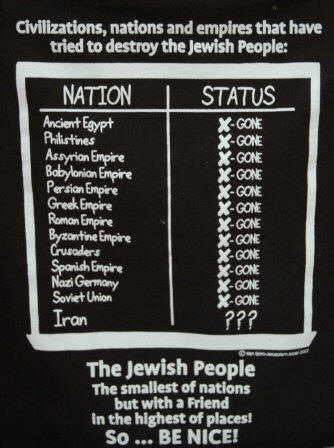 Civilizations, nations and empires that have
tried to destroy the Jewish People:
NATION STATUS
Ancient Egypt X - GONE
Philistines X - GONE
Assyrian Empire X - GONE
Babylonian Empire X - GONE
Persian Empire X - GONE
Greek Empire X - GONE
Roman Empire X - GONE
Byzantine Empire X - GONE
Crusaders X - GONE
Spanish Empire X - GONE
Nazi Germany X - GONE
Soviet Union X - GONE
Iran ???
The Jewish People
The smallest of nations
but with a Friend
in the highest of places!
So ... BE NICE!